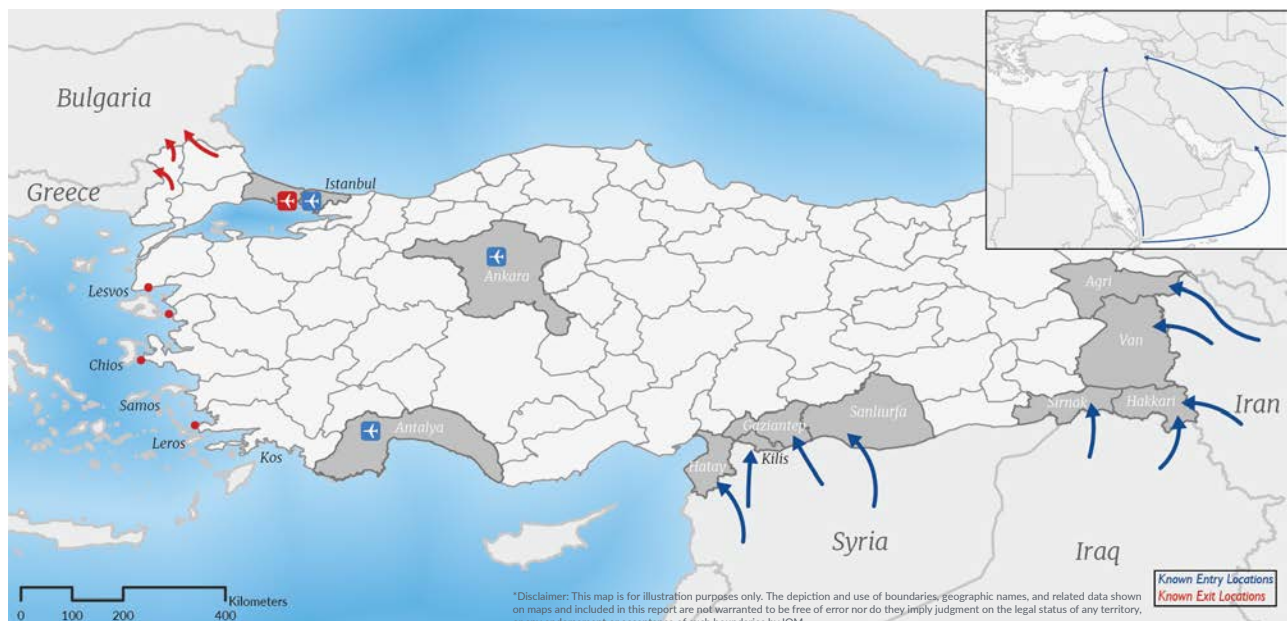 Bulgaria
Greece
Istanbul
Ankara
Agri
Van
Lesvos
Chios
Samos
Leros
Kos
Antalya
Hatay
Gaziantep
Kilis
Sanliurfa
Sirnak
Hakkari
Iran
Syria
Iraq
0 100 200 400
Kilometers
Known Entry Locations
Known Exit Locations
*Disclaimer: This map is for illustration purposes only. The depiction and use of boundaries, geographic names, and related data shown
on maps and included in this report are not warranted to be free of error nor do they imply judgment on the legal status of any territory,